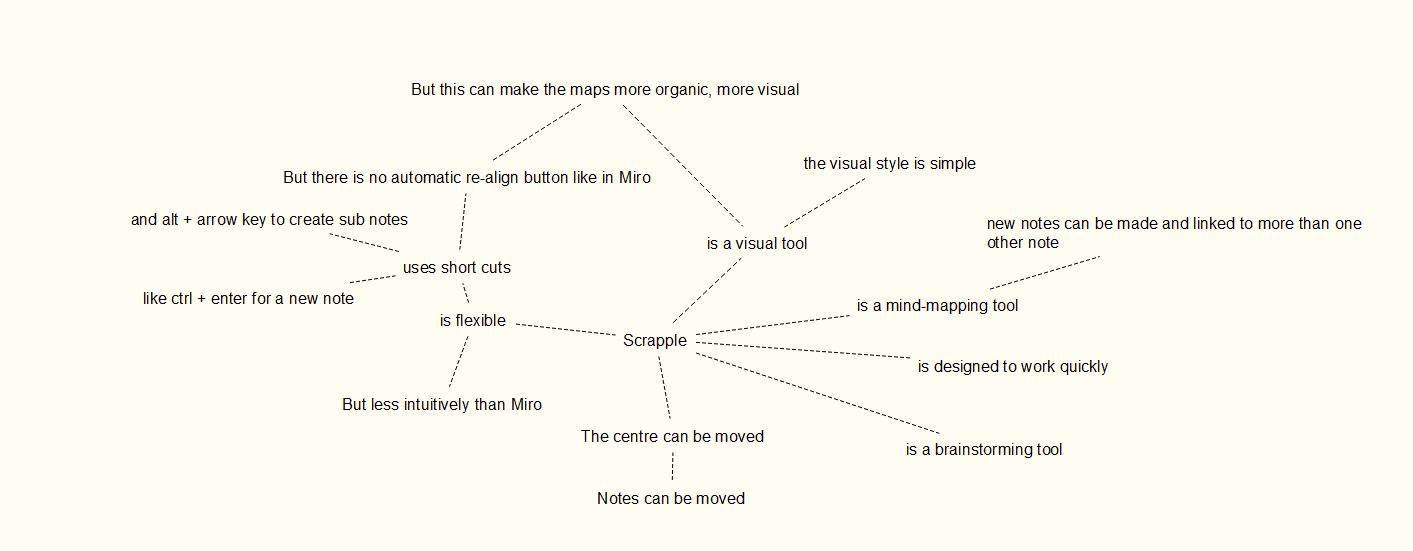 But this can make the maps more organic, more visual
the visual style is simple
But there is no automatic re-align button like in Miro
and alt + arrow key to create sub notes
new notes can be made and linked to more than one
other note
is a visual tool
uses short cuts
like ctrl + enter for a new note
is a mind-mapping tool
is flexible
Scrapple
is designed to work quickly
But less intuitively than Miro
The centre can be moved
is a brainstorming tool
Notes can be moved